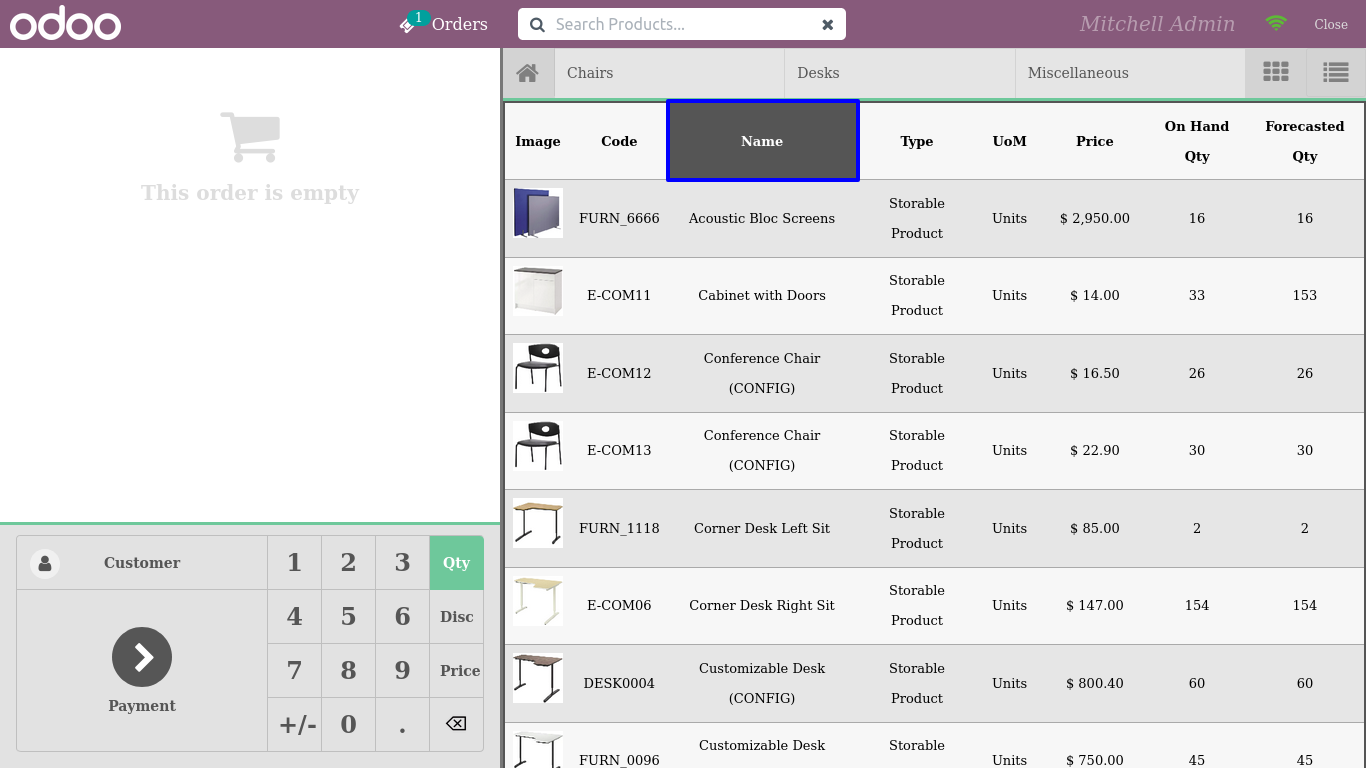 odoo
1
Orders
Search Products...
Mitchell Admin
Close
This order is empty
Customer
Payment
1 2 3 Qty
4 5 6 Disc
7 8 9 Price
+/- 0 .
Chairs
Desks
Miscellaneous
Image Code Name Type UoM Price On Hand Qty Forecasted Qty
FURN_6666 Acoustic Bloc Screens Storable Product Units $ 2,950.00 16 16
E-COM11 Cabinet with Doors Storable Product Units $ 14.00 33 153
E-COM12 Conference Chair (CONFIG) Storable Product Units $ 16.50 26 26
E-COM13 Conference Chair (CONFIG) Storable Product Units $ 22.90 30 30
FURN_1118 Corner Desk Left Sit Storable Product Units $ 85.00 2 2
E-COM06 Corner Desk Right Sit Storable Product Units $ 147.00 154 154
DESK0004 Customizable Desk (CONFIG) Storable Product Units $ 800.40 60 60
FURN_0096 Customizable Desk Storable Units $ 750.00 45 45